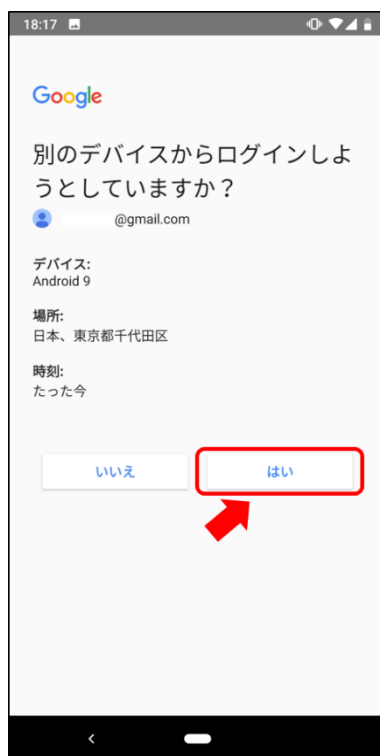 18:17
Google
別のデバイスからログインしよ
うとしていますか？
@gmail.com
デバイス:
Android 9
場所:
日本、東京都千代田区
時刻:
たった今
いいえ はい